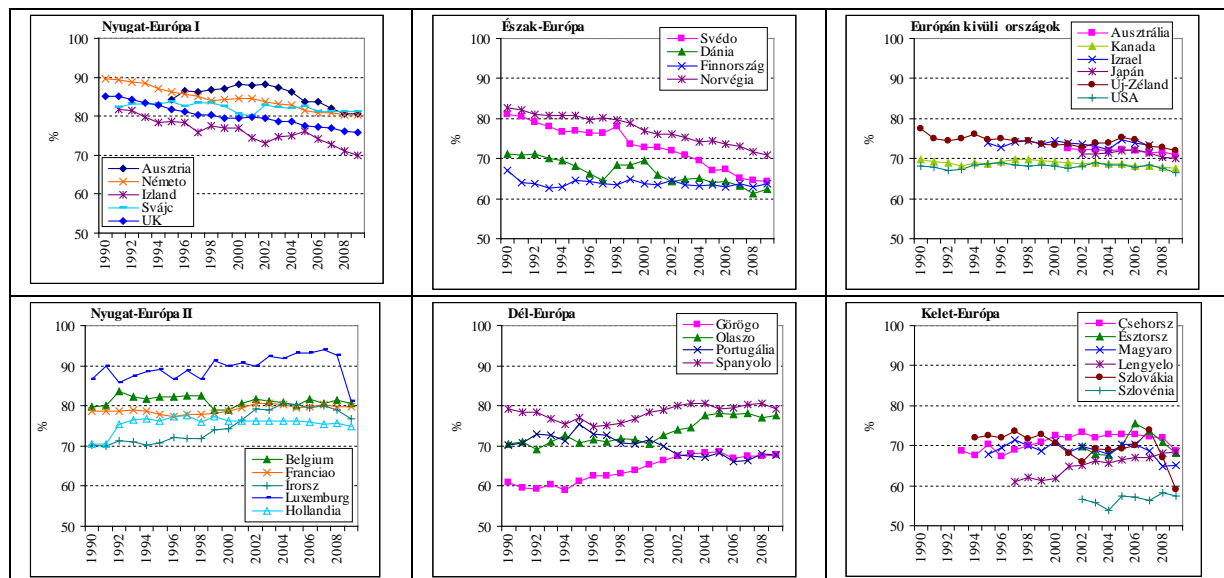 Nyugat-Európa I
100
90
80
70
60
50
%
Ausztria
Németo
Izland
Svájc
UK
1990
1992
1994
1996
1998
2000
2002
2004
2006
2008
Észak-Európa
100
90
80
70
60
50
%
Svédo
Dánia
Finnország
Norvégia
1990
1992
1994
1996
1998
2000
2002
2004
2006
2008
Európán kivüli országok
100
90
80
70
60
50
%
Ausztrália
Kanada
Izrael
Japán
Új-Zéland
USA
1990
1992
1994
1996
1998
2000
2002
2004
2006
2008
Nyugat-Európa II
100
90
80
70
60
50
%
Belgium
Franciao
Írorsz
Luxemburg
Hollandia
1990
1992
1994
1996
1998
2000
2002
2004
2006
2008
Dél-Európa
100
90
80
70
60
50
%
Görögo
Olaszo
Portugália
Spanyolo
1990
1992
1994
1996
1998
2000
2002
2004
2006
2008
Kelet-Európa
100
90
80
70
60
50
%
Csehorsz
Észtorsz
Magyaro
Lengyelo
Szlovákia
Szlovénia
1990
1992
1994
1996
1998
2000
2002
2004
2006
2008